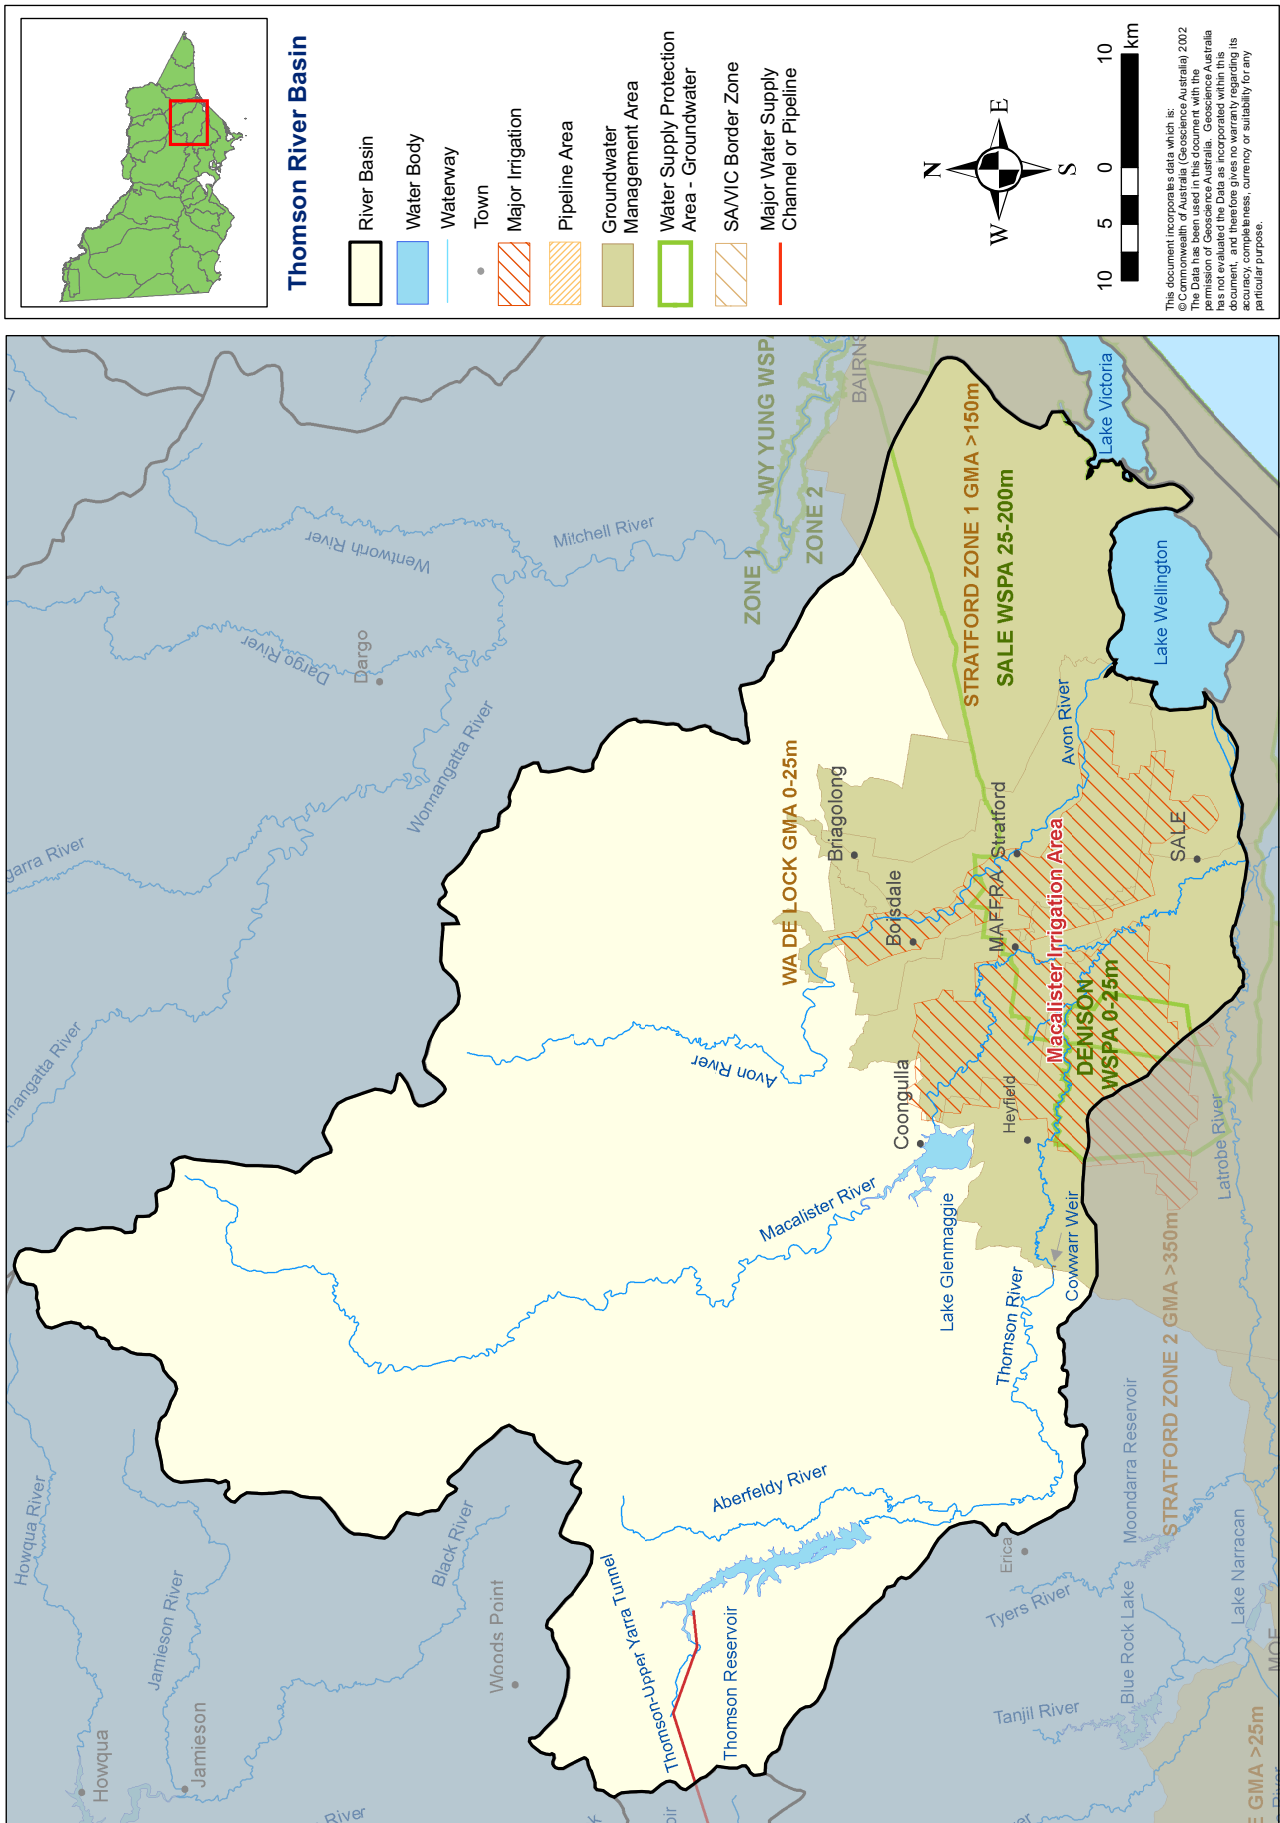 Thomson River Basin
River Basin
Water Body
Waterway
Town
Major Irrigation
Pipeline Area
Groundwater
Management Area
Water Supply Protection
Area - Groundwater
SA/VIC Border Zone
Major Water Supply
Channel or Pipeline
N
W
E
S
10
5
0
10
km
This document incorporates data which is:
© Commonwealth of Australia (Geoscience Australia) 2002
The Data has been used in this document with the
permission of Geoscience Australia. Geoscience Australia
has not evaluated the Data as incorporated within this
document, and therefore gives no warranty regarding its
accuracy, completeness, currency or suitability for any
particular purpose.
Howqua
Howqua River
Jamieson
Jamieson River
Black River
Woods Point
River
Thomson-Upper Yarra Tunnel
Thomson Reservoir
Aberfeldy River
Macalister River
Lake Glenmaggie
Thomson River
Cowwarr Weir
Coongulla
Heyfield
Avon River
WA DE LOCK GMA 0-25m
Boisdale
Briagolong
MAFFRA
Stratford
Macalister Irrigation Area
DENISON
WSPA 0-25m
SALE
Avon River
STRATFORD ZONE 1 GMA >150m
SALE WSPA 25-200m
Lake Wellington
Lake Victoria
BAIRNS
WY YUNG WSPA
ZONE 1
ZONE 2
Mitchell River
Wentworth River
Dargo River
Dargo
Wonnangatta River
garra River
nnangatta River
Erica
Tyers River
Moondarra Reservoir
STRATFORD ZONE 2 GMA >350m
Latrobe River
Blue Rock Lake
Tanjil River
Lake Narracan
MOE
E GMA >25m